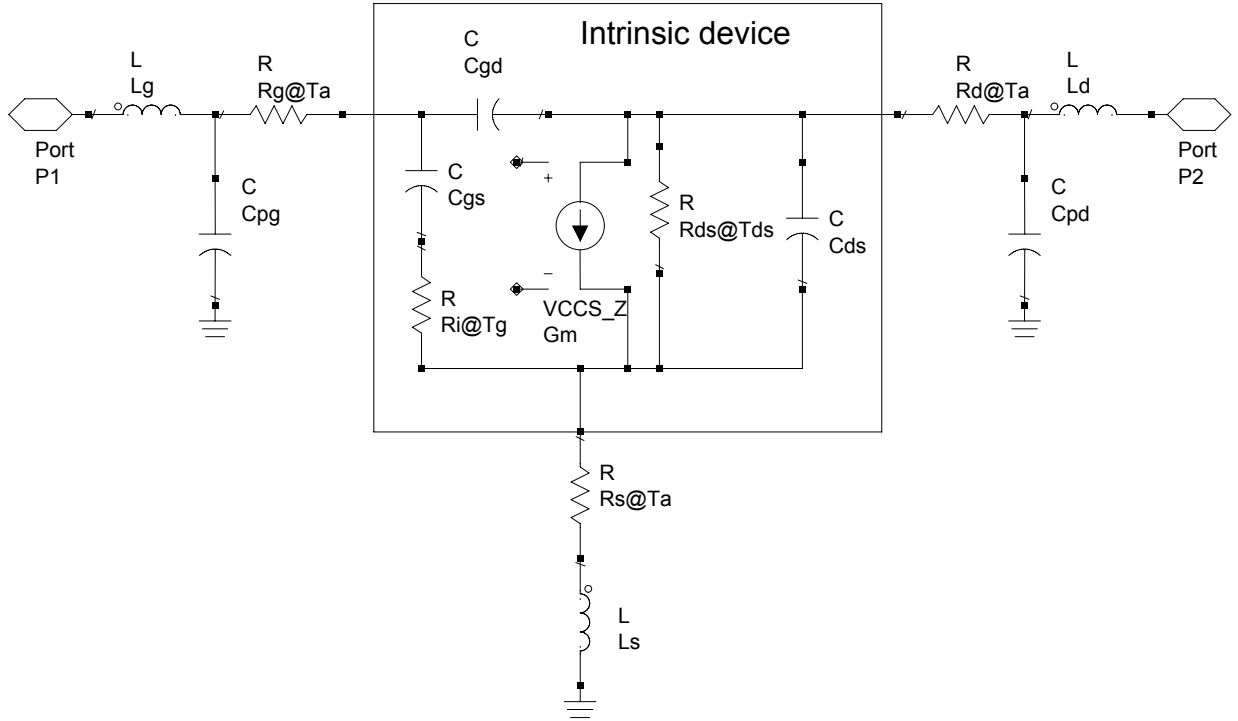 Intrinsic device
C
Cgd
L
Lg
R
Rg@Ta
R
Rd@Ta
L
Ld
Port
P1
Port
P2
C
Cpg
C
Cgs
+
R
Rds@Tds
C
Cds
C
Cpd
R
Ri@Tg
–
VCCS_Z
Gm
R
Rs@Ta
L
Ls